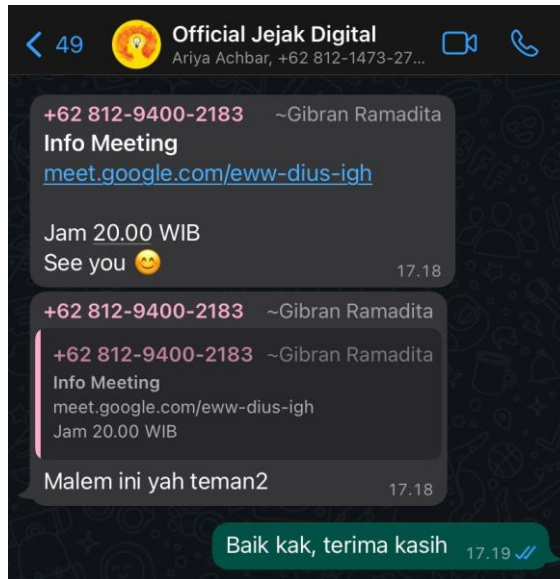 49
Official Jejak Digital
Ariya Achbar, +62 812-1473-27...
+62 812-9400-2183 ~Gibran Ramadita
Info Meeting
meet.google.com/eww-dius-igh
Jam 20.00 WIB
See you 😊
17.18
+62 812-9400-2183 ~Gibran Ramadita
+62 812-9400-2183 ~Gibran Ramadita
Info Meeting
meet.google.com/eww-dius-igh
Jam 20.00 WIB
Malem ini yah teman2
17.18
Baik kak, terima kasih 17.19